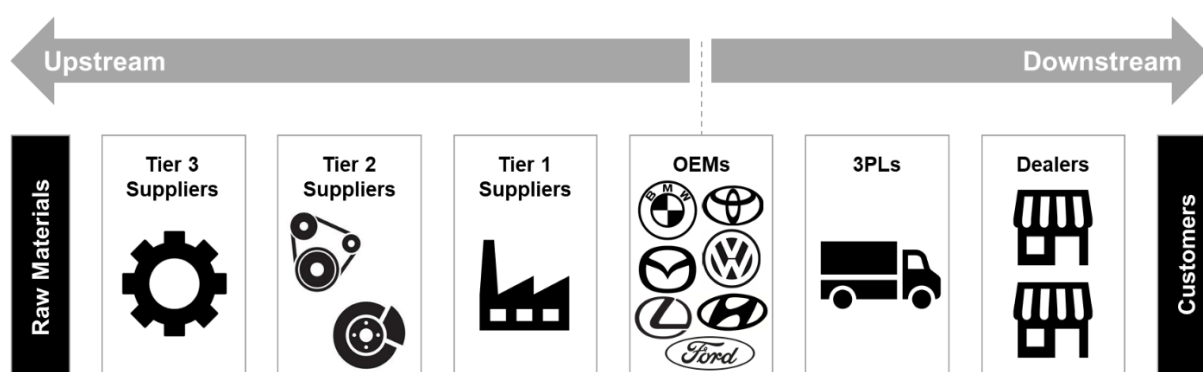 Upstream
Downstream
Raw Materials
Tier 3
Suppliers
Tier 2
Suppliers
Tier 1
Suppliers
OEMs
BMW
Ford
3PLs
Dealers
Customers